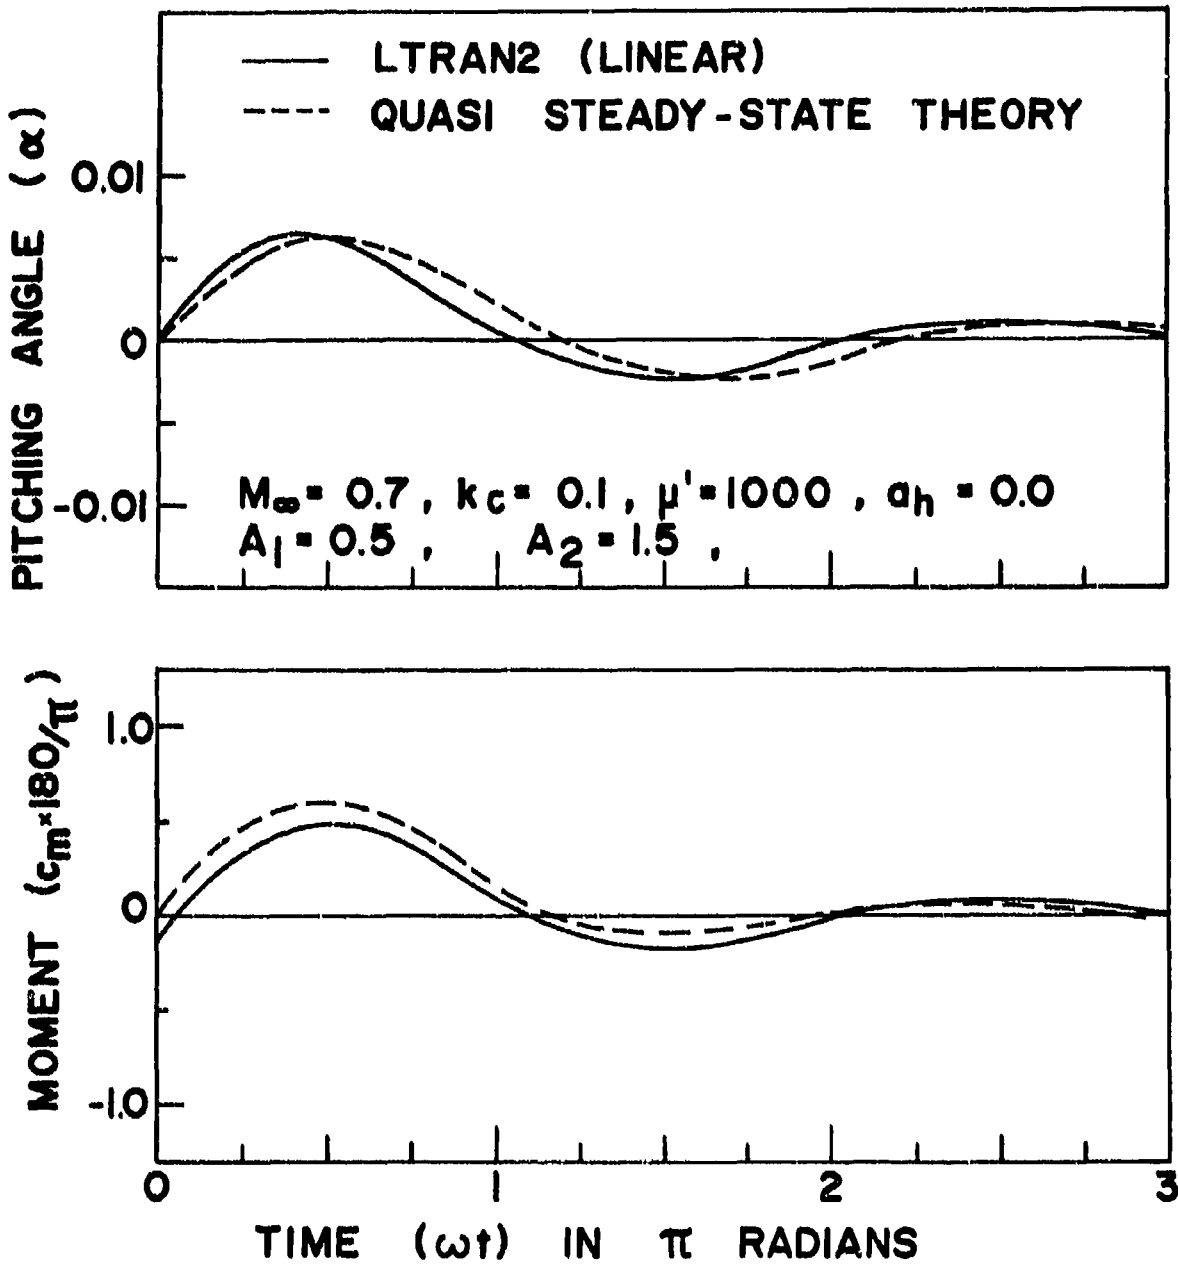 LTRAN2 (LINEAR)
QUASI STEADY-STATE THEORY
PITCHING ANGLE (α)
0.01
0
-0.01
M∞= 0.7 , kc= 0.1 , μ'=1000 , ah = 0.0
A1= 0.5 , A2 = 1.5 ,
MOMENT (cm×180/π)
1.0
0
-1.0
0 1 2 3
TIME (ωt) IN π RADIANS